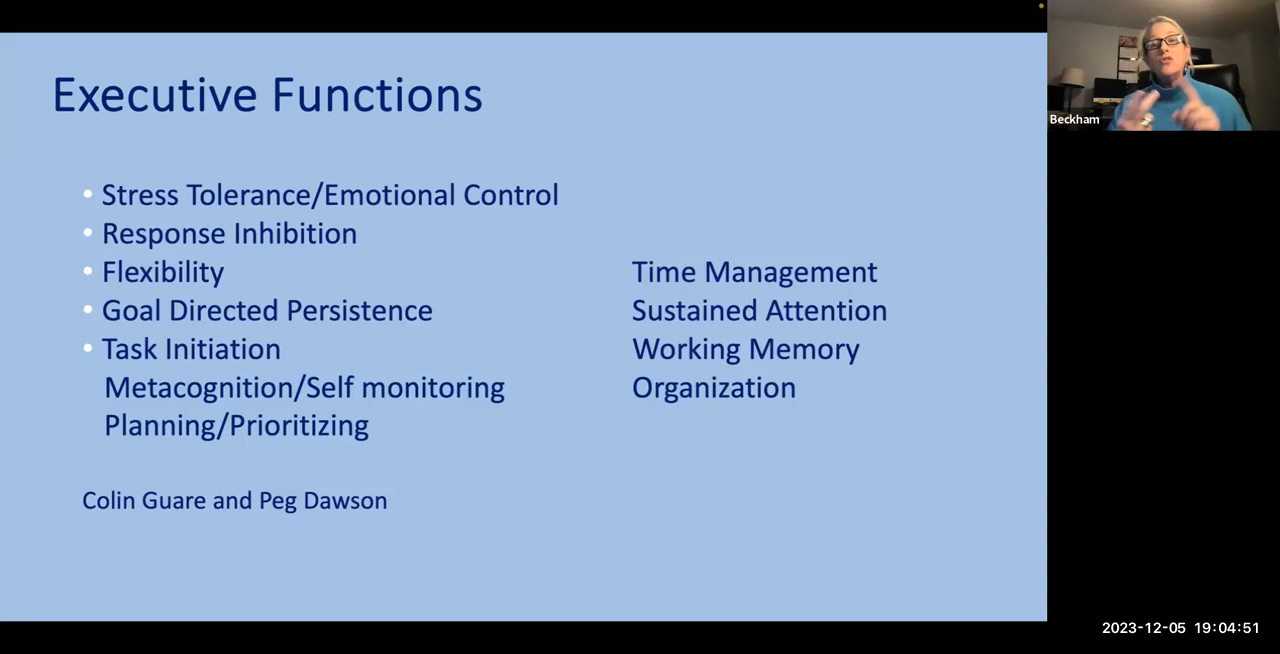 Executive Functions
• Stress Tolerance/Emotional Control
• Response Inhibition
• Flexibility
• Goal Directed Persistence
• Task Initiation
Metacognition/Self monitoring
Planning/Prioritizing
Time Management
Sustained Attention
Working Memory
Organization
Colin Guare and Peg Dawson
Beckham
2023-12-05 19:04:51